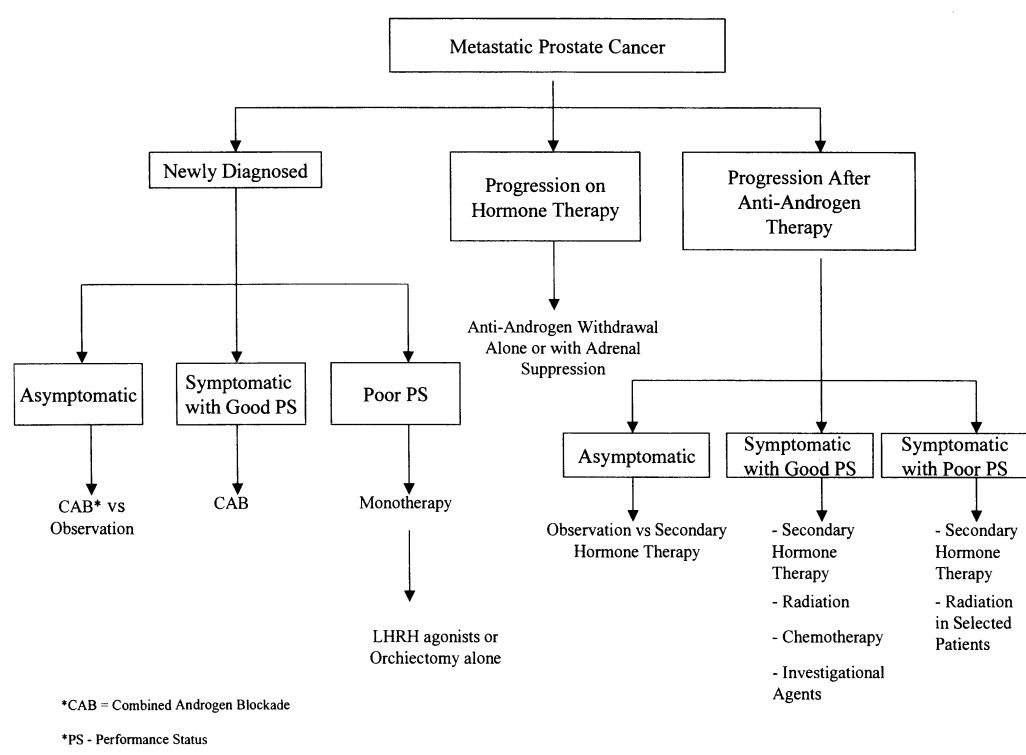 Metastatic Prostate Cancer
Newly Diagnosed
Progression on
Hormone Therapy
Progression After
Anti-Androgen
Therapy
Anti-Androgen Withdrawal
Alone or with Adrenal
Suppression
Asymptomatic
Symptomatic
with Good PS
Poor PS
CAB* vs
Observation
CAB
Monotherapy
LHRH agonists or
Orchiectomy alone
Asymptomatic
Symptomatic
with Good PS
Symptomatic
with Poor PS
Observation vs Secondary
Hormone Therapy
- Secondary
Hormone
Therapy
- Radiation
- Chemotherapy
- Investigational
Agents
- Secondary
Hormone
Therapy
- Radiation
in Selected
Patients
*CAB = Combined Androgen Blockade
*PS - Performance Status